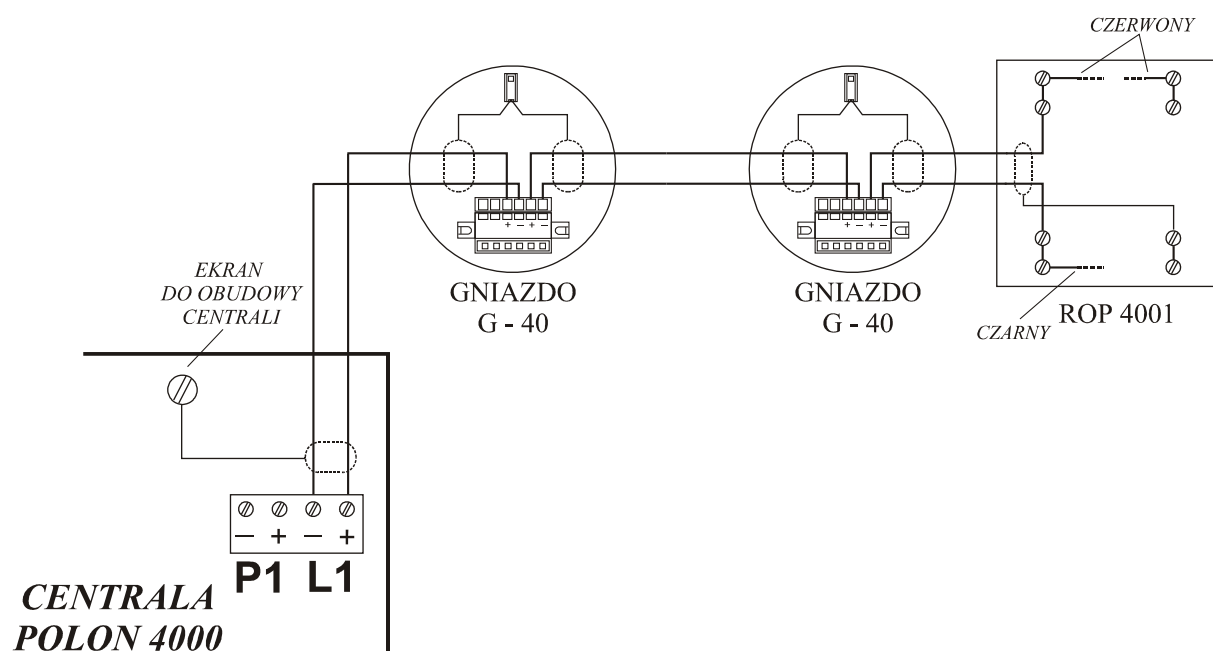 CZERWONY
+ − + −
+ − + −
GNIAZDO
G - 40
GNIAZDO
G - 40
ROP 4001
CZARNY
EKRAN
DO OBUDOWY
CENTRALI
− + − +
P1 L1
CENTRALA
POLON 4000